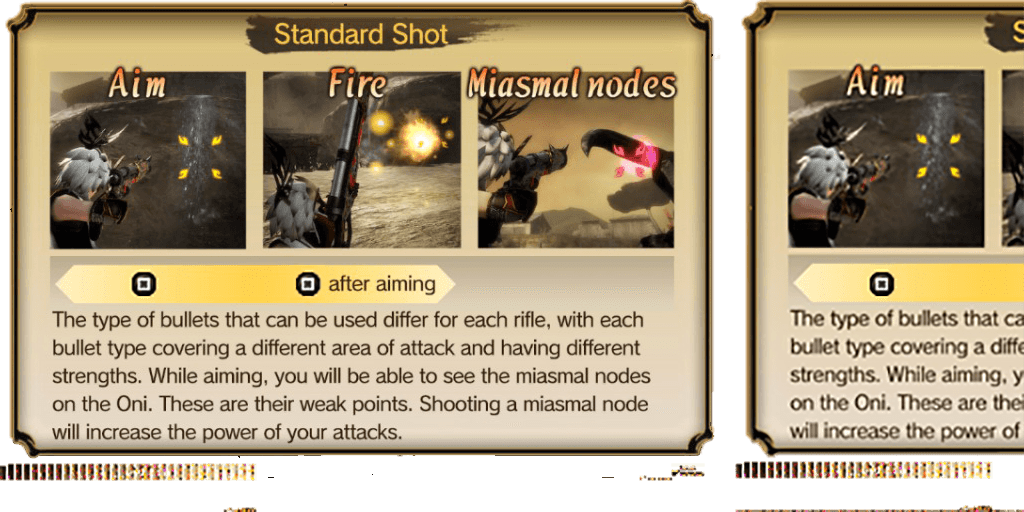 Standard Shot
Aim
Fire
Miasmal nodes
after aiming
The type of bullets that can be used differ for each rifle, with each
bullet type covering a different area of attack and having different
strengths. While aiming, you will be able to see the miasmal nodes
on the Oni. These are their weak points. Shooting a miasmal node
will increase the power of your attacks.
S
Aim
The type of bullets that ca
bullet type covering a diffe
strengths. While aiming, y
on the Oni. These are thei
will increase the power of